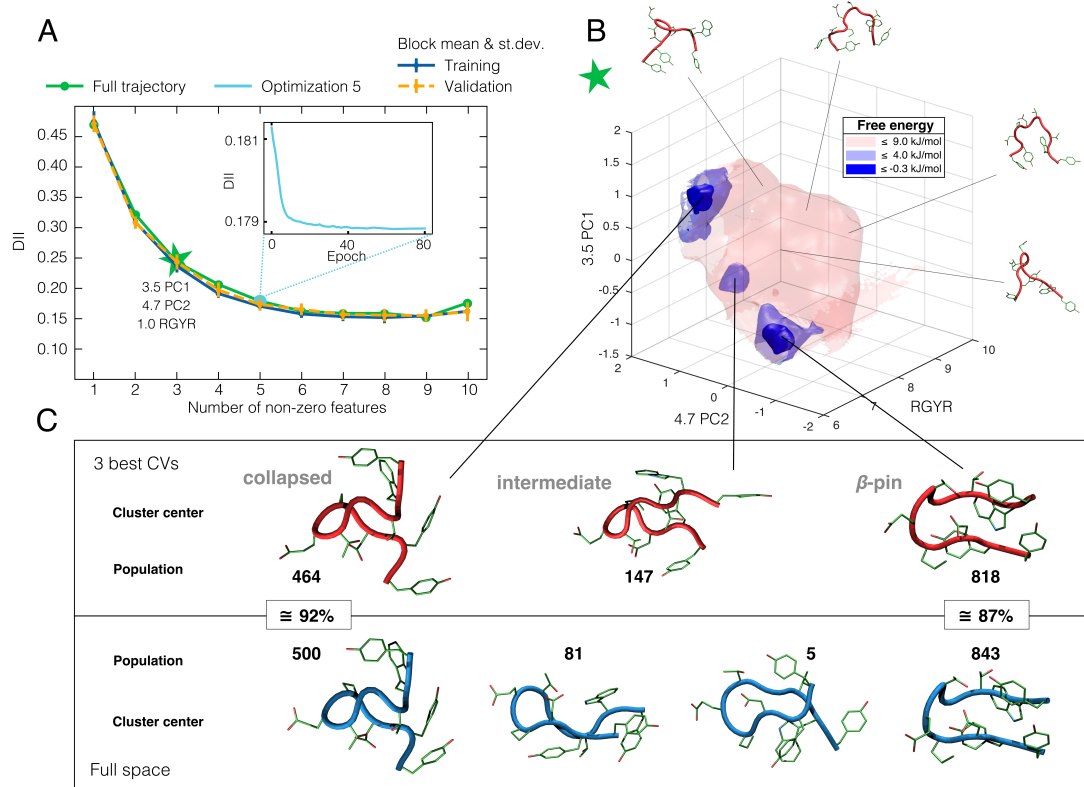 A
Block mean & st.dev.
Training
Full trajectory
Optimization 5
Validation
0.45
0.40
0.35
0.30
0.25
0.20
0.15
0.10
DII
0.181
0.179
DII
0 40 80
Epoch
3.5 PC1
4.7 PC2
1.0 RGYR
1 2 3 4 5 6 7 8 9 10
Number of non-zero features
B
Free energy
≤ 9.0 kJ/mol
≤ 4.0 kJ/mol
≤ -0.3 kJ/mol
2
1.5
1
0.5
0
-0.5
-1
-1.5
3.5 PC1
2 1 0 -1 -2
4.7 PC2
6 7 8 9 10
RGYR
C
3 best CVs
collapsed intermediate β-pin
Cluster center
Population 464 147 818
≅ 92% ≅ 87%
Population 500 81 5 843
Cluster center
Full space